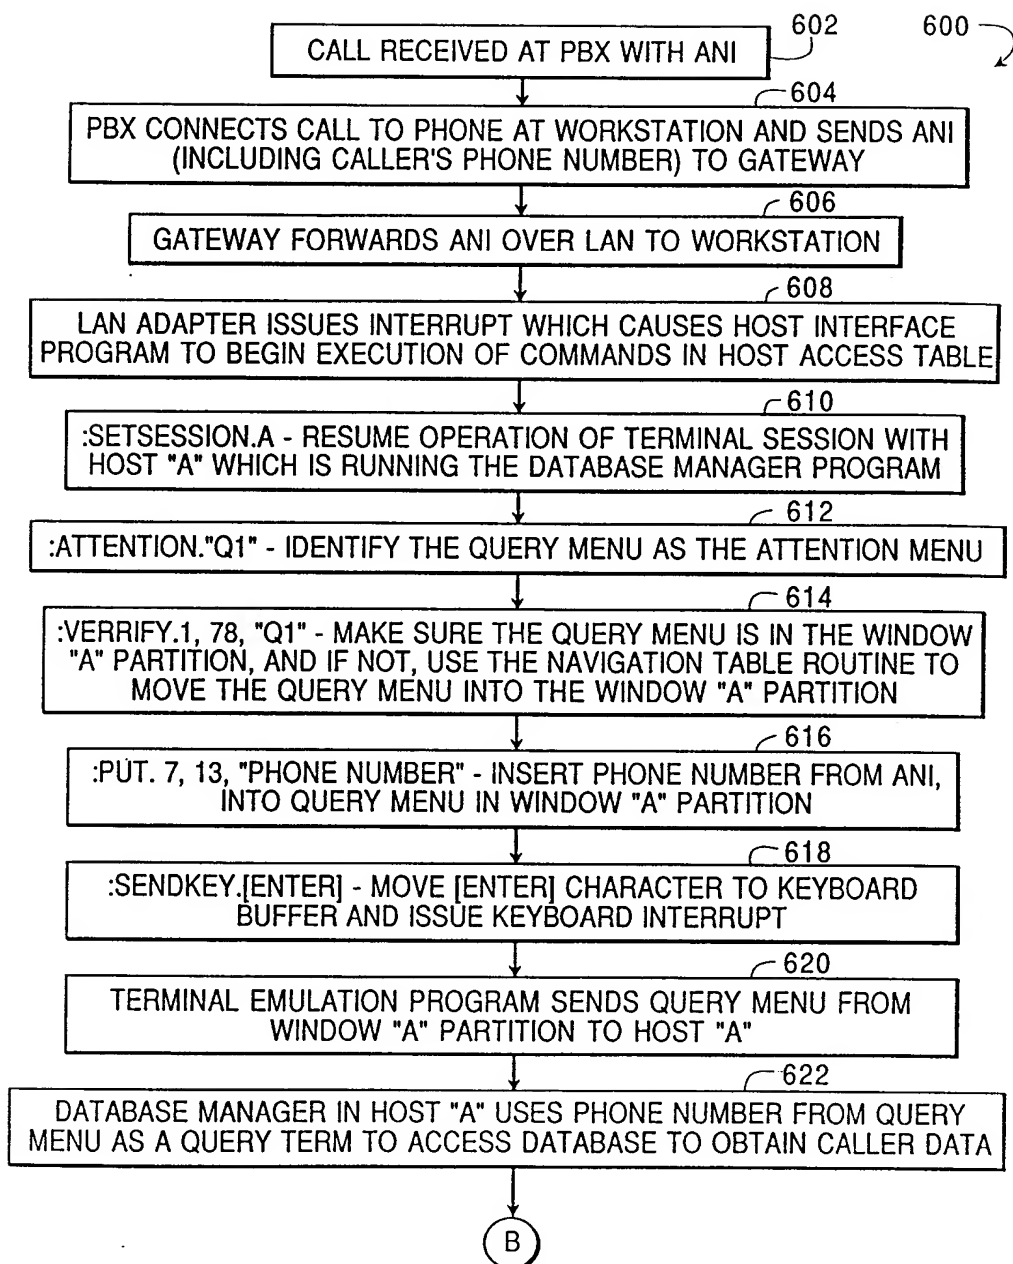 602
600
CALL RECEIVED AT PBX WITH ANI
604
PBX CONNECTS CALL TO PHONE AT WORKSTATION AND SENDS ANI
(INCLUDING CALLER'S PHONE NUMBER) TO GATEWAY
606
GATEWAY FORWARDS ANI OVER LAN TO WORKSTATION
608
LAN ADAPTER ISSUES INTERRUPT WHICH CAUSES HOST INTERFACE
PROGRAM TO BEGIN EXECUTION OF COMMANDS IN HOST ACCESS TABLE
610
:SETSESSION.A - RESUME OPERATION OF TERMINAL SESSION WITH
HOST "A" WHICH IS RUNNING THE DATABASE MANAGER PROGRAM
612
:ATTENTION."Q1" - IDENTIFY THE QUERY MENU AS THE ATTENTION MENU
614
:VERRIFY.1, 78, "Q1" - MAKE SURE THE QUERY MENU IS IN THE WINDOW
"A" PARTITION, AND IF NOT, USE THE NAVIGATION TABLE ROUTINE TO
MOVE THE QUERY MENU INTO THE WINDOW "A" PARTITION
616
:PUT. 7, 13, "PHONE NUMBER" - INSERT PHONE NUMBER FROM ANI,
INTO QUERY MENU IN WINDOW "A" PARTITION
618
:SENDKEY.[ENTER] - MOVE [ENTER] CHARACTER TO KEYBOARD
BUFFER AND ISSUE KEYBOARD INTERRUPT
620
TERMINAL EMULATION PROGRAM SENDS QUERY MENU FROM
WINDOW "A" PARTITION TO HOST "A"
622
DATABASE MANAGER IN HOST "A" USES PHONE NUMBER FROM QUERY
MENU AS A QUERY TERM TO ACCESS DATABASE TO OBTAIN CALLER DATA
B